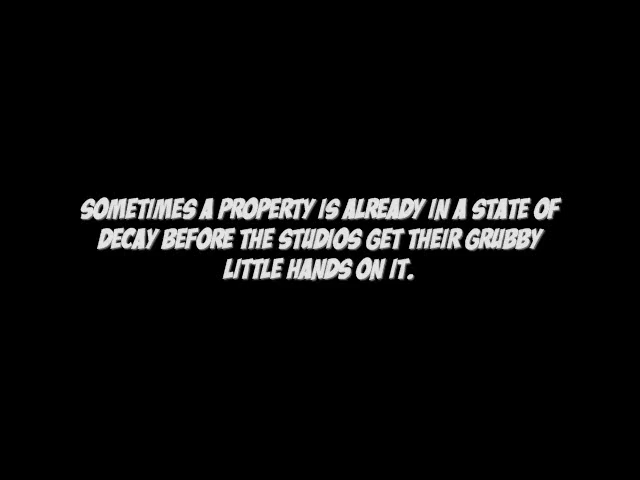 SOMETIMES A PROPERTY IS ALREADY IN A STATE OF
DECAY BEFORE THE STUDIOS GET THEIR GRUBBY
LITTLE HANDS ON IT.